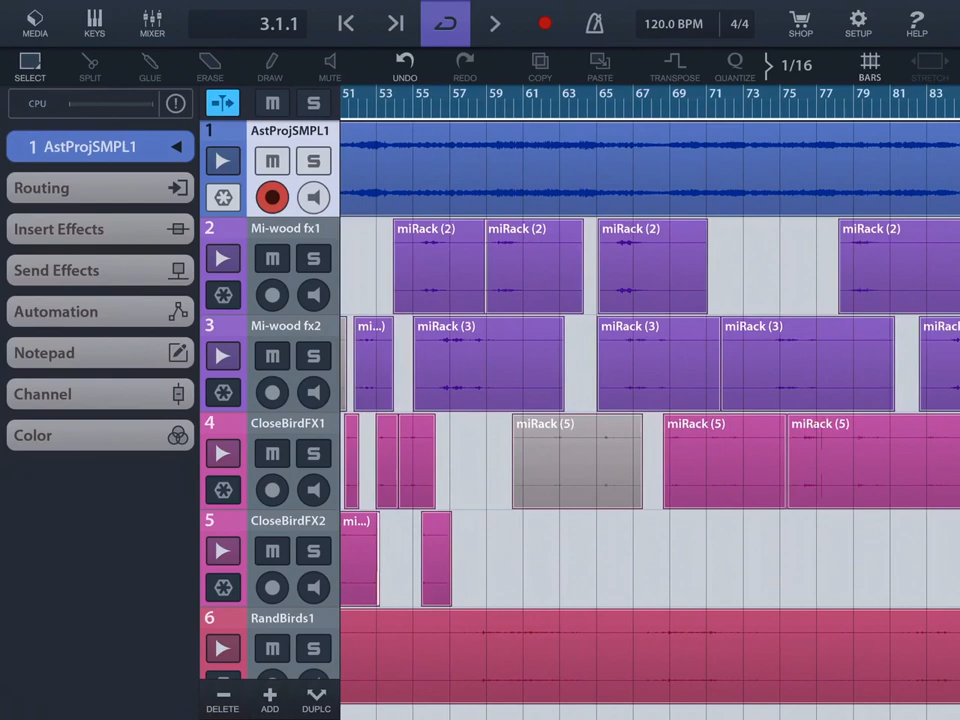 MEDIA KEYS MIXER 3.1.1 120.0 BPM 4/4 SHOP SETUP ? HELP
SELECT SPLIT GLUE ERASE DRAW MUTE UNDO REDO COPY PASTE TRANSPOSE QUANTIZE 1/16 BARS STRETCH
CPU ! M S 51 53 55 57 59 61 63 65 67 69 71 73 75 77 79 81 83
1 AstProjSMPL1
Routing
Insert Effects
Send Effects
Automation
Notepad
Channel
Color
1 AstProjSMPL1
M S
2 Mi-wood fx1 miRack (2) miRack (2) miRack (2) miRack (2)
M S
3 Mi-wood fx2 mi...) miRack (3) miRack (3) miRack (3) miRac
M S
4 CloseBirdFX1 miRack (5) miRack (5) miRack (5)
M S
5 CloseBirdFX2 mi...)
M S
6 RandBirds1
M S
DELETE ADD DUPLC